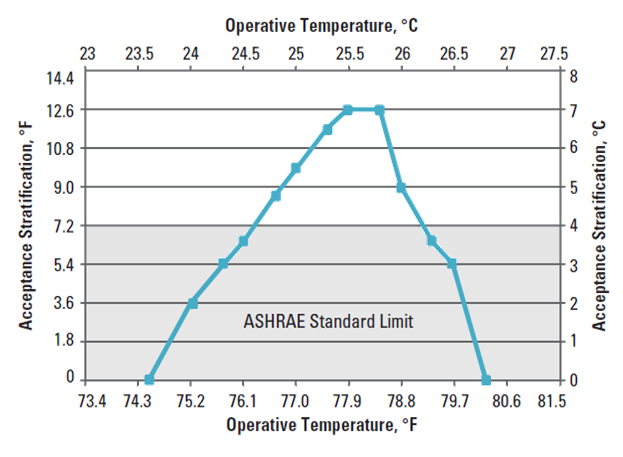 Operative Temperature, °C
23 23.5 24 24.5 25 25.5 26 26.5 27 27.5
14.4 8
12.6 7
10.8 6
9.0 5
7.2 4
5.4 3
3.6 2
1.8 1
0 0
Acceptance Stratification, °F
Acceptance Stratification, °C
ASHRAE Standard Limit
73.4 74.3 75.2 76.1 77.0 77.9 78.8 79.7 80.6 81.5
Operative Temperature, °F